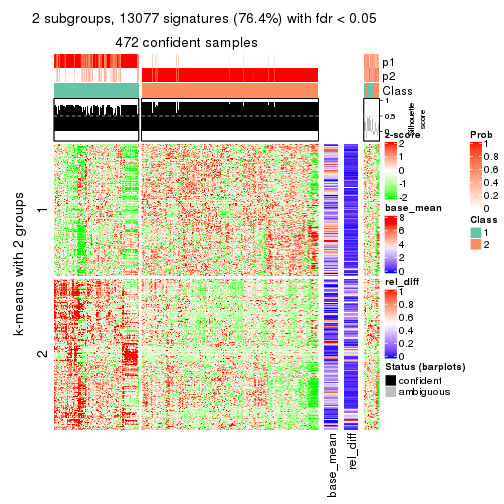 2 subgroups, 13077 signatures (76.4%) with fdr < 0.05
472 confident samples
p1
p2
Class
1
0.5
0
Silhouette
score
k-means with 2 groups
1
2
base_mean
rel_diff
z-score
2
1
0
-1
-2
base_mean
8
6
4
2
0
rel_diff
1
0.8
0.6
0.4
0.2
0
Status (barplots)
confident
ambiguous
Prob
1
0.8
0.6
0.4
0.2
0
Class
1
2